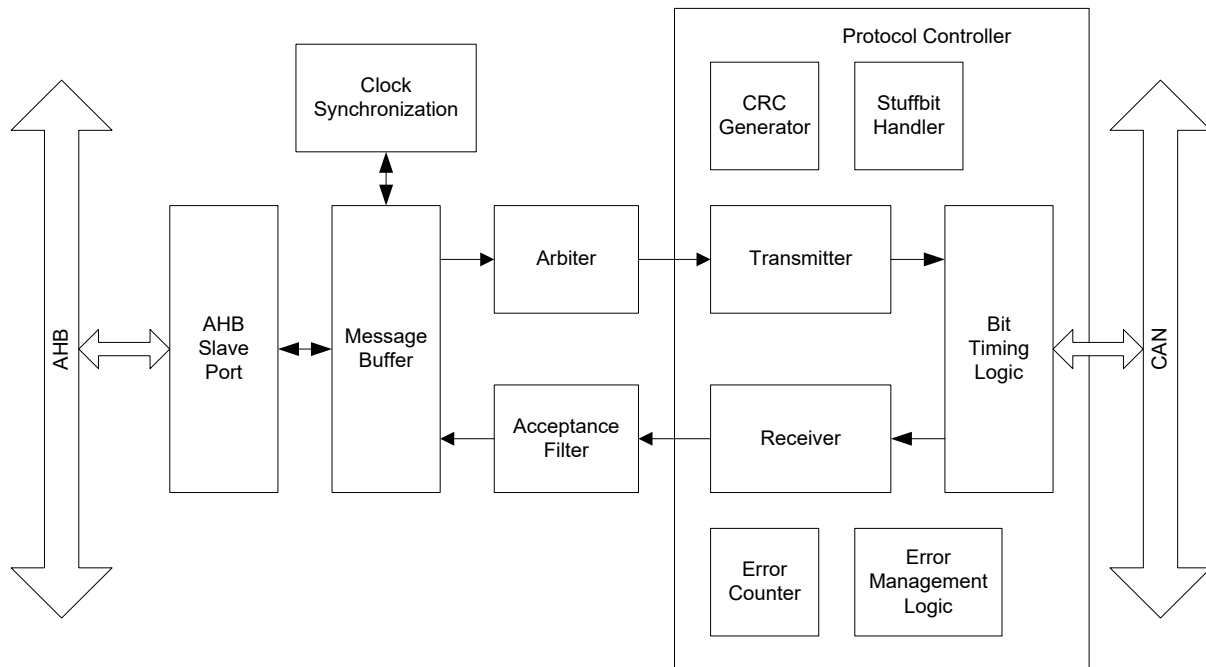 Protocol Controller
Clock
Synchronization
CRC
Generator
Stuffbit
Handler
AHB
AHB
Slave
Port
Message
Buffer
Arbiter
Transmitter
Bit
Timing
Logic
CAN
Acceptance
Filter
Receiver
Error
Counter
Error
Management
Logic